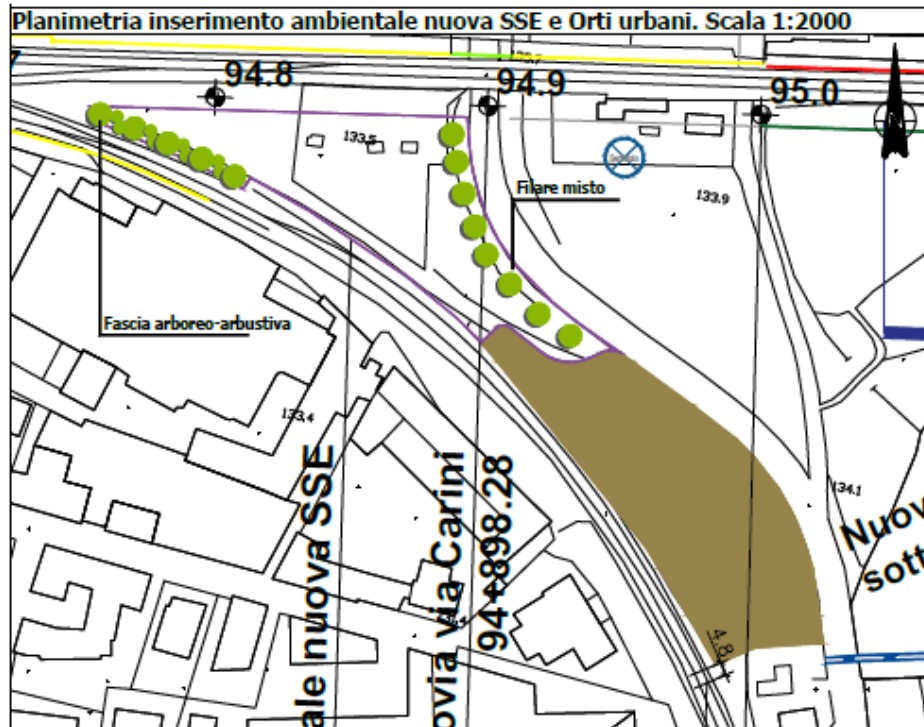 Planimetria inserimento ambientale nuova SSE e Orti urbani. Scala 1:2000
94.8
94.9
95.0
133.5
Filare misto
133.9
Fascia arboreo-arbustiva
133.4
ale nuova SSE
ovia via Carini
94+898.28
134.1
Nuov
sott
4.8